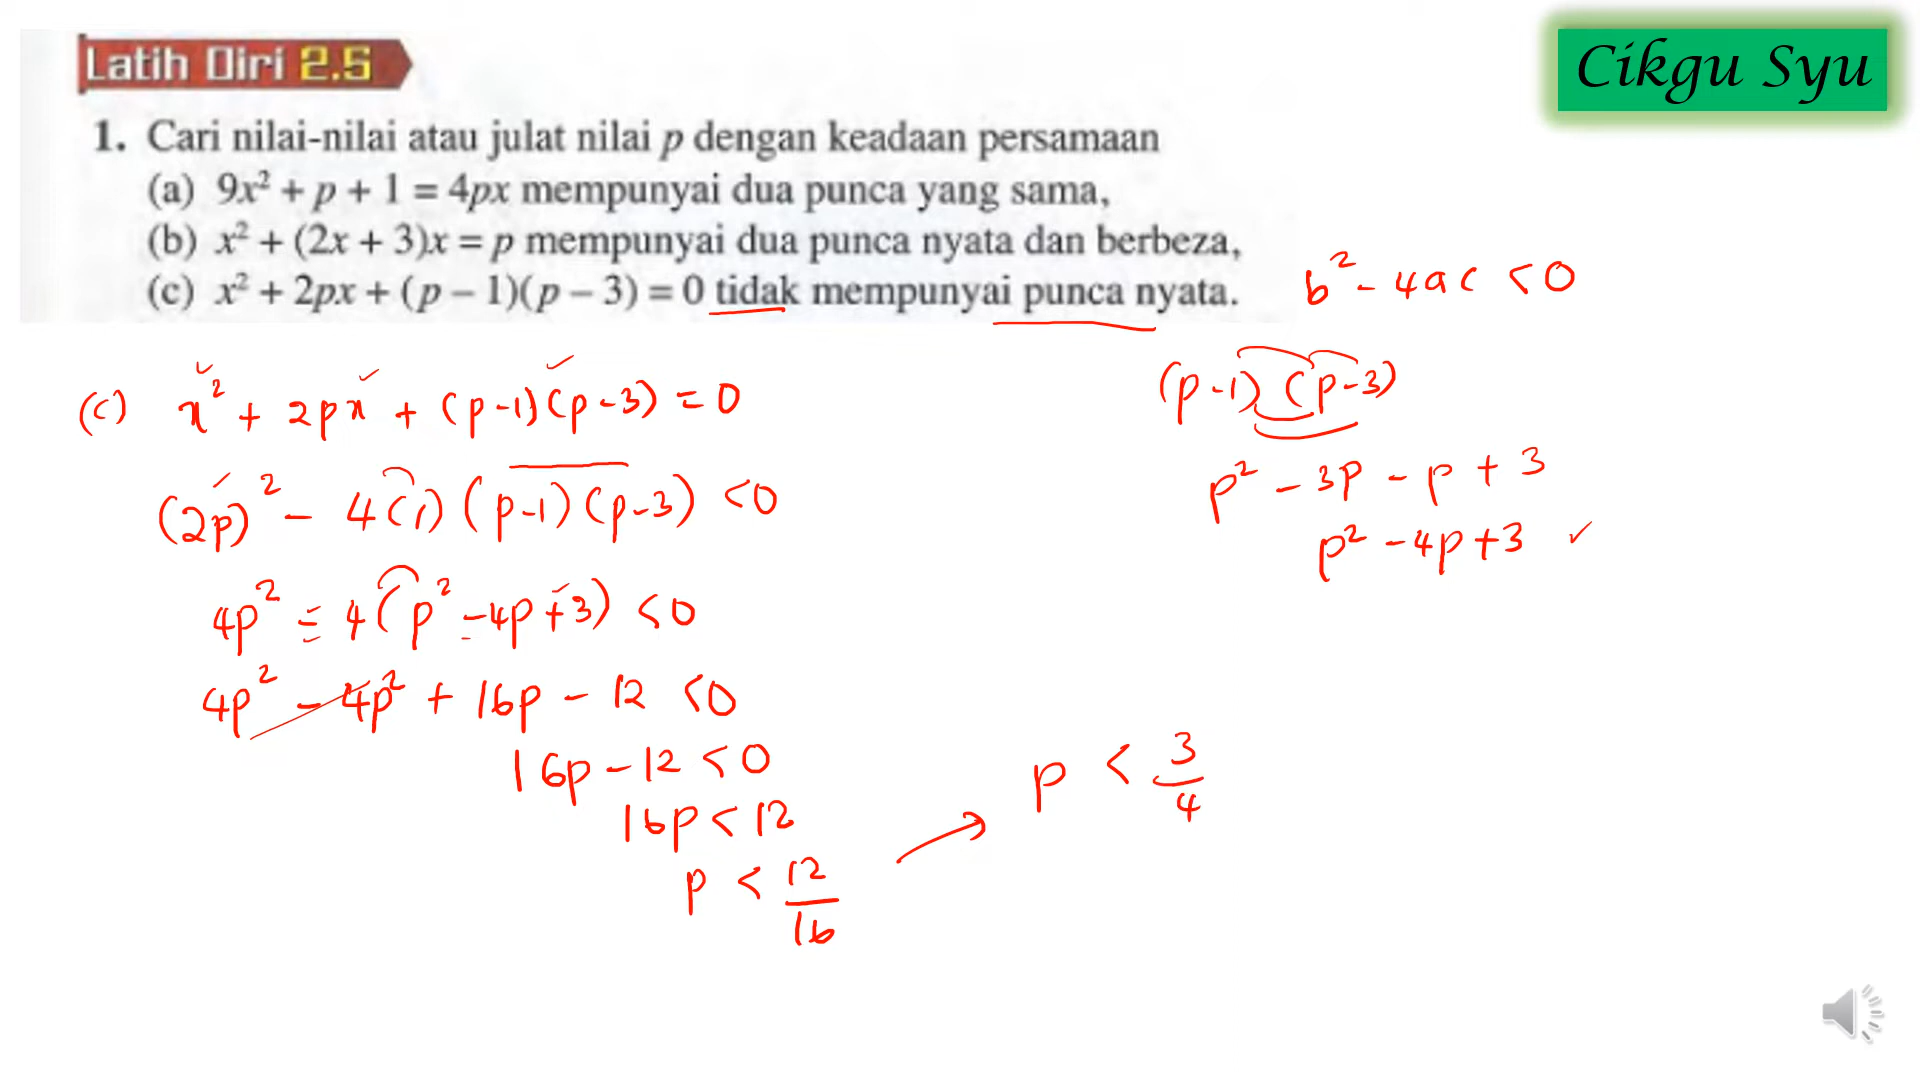 Latih Diri 2.5
Cikgu Syu
1. Cari nilai-nilai atau julat nilai p dengan keadaan persamaan
(a) 9x² + p + 1 = 4px mempunyai dua punca yang sama,
(b) x² + (2x + 3)x = p mempunyai dua punca nyata dan berbeza,
(c) x² + 2px + (p – 1)(p – 3) = 0 tidak mempunyai punca nyata.
b² - 4ac < 0
(c) x² + 2px + (p-1)(p-3) = 0
(2p)² - 4(1)(p-1)(p-3) < 0
4p² - 4(p² - 4p + 3) < 0
4p² - 4p² + 16p - 12 < 0
16p - 12 < 0
16p < 12
p < 12/16
p < 3/4
(p-1)(p-3)
p² - 3p - p + 3
p² - 4p + 3